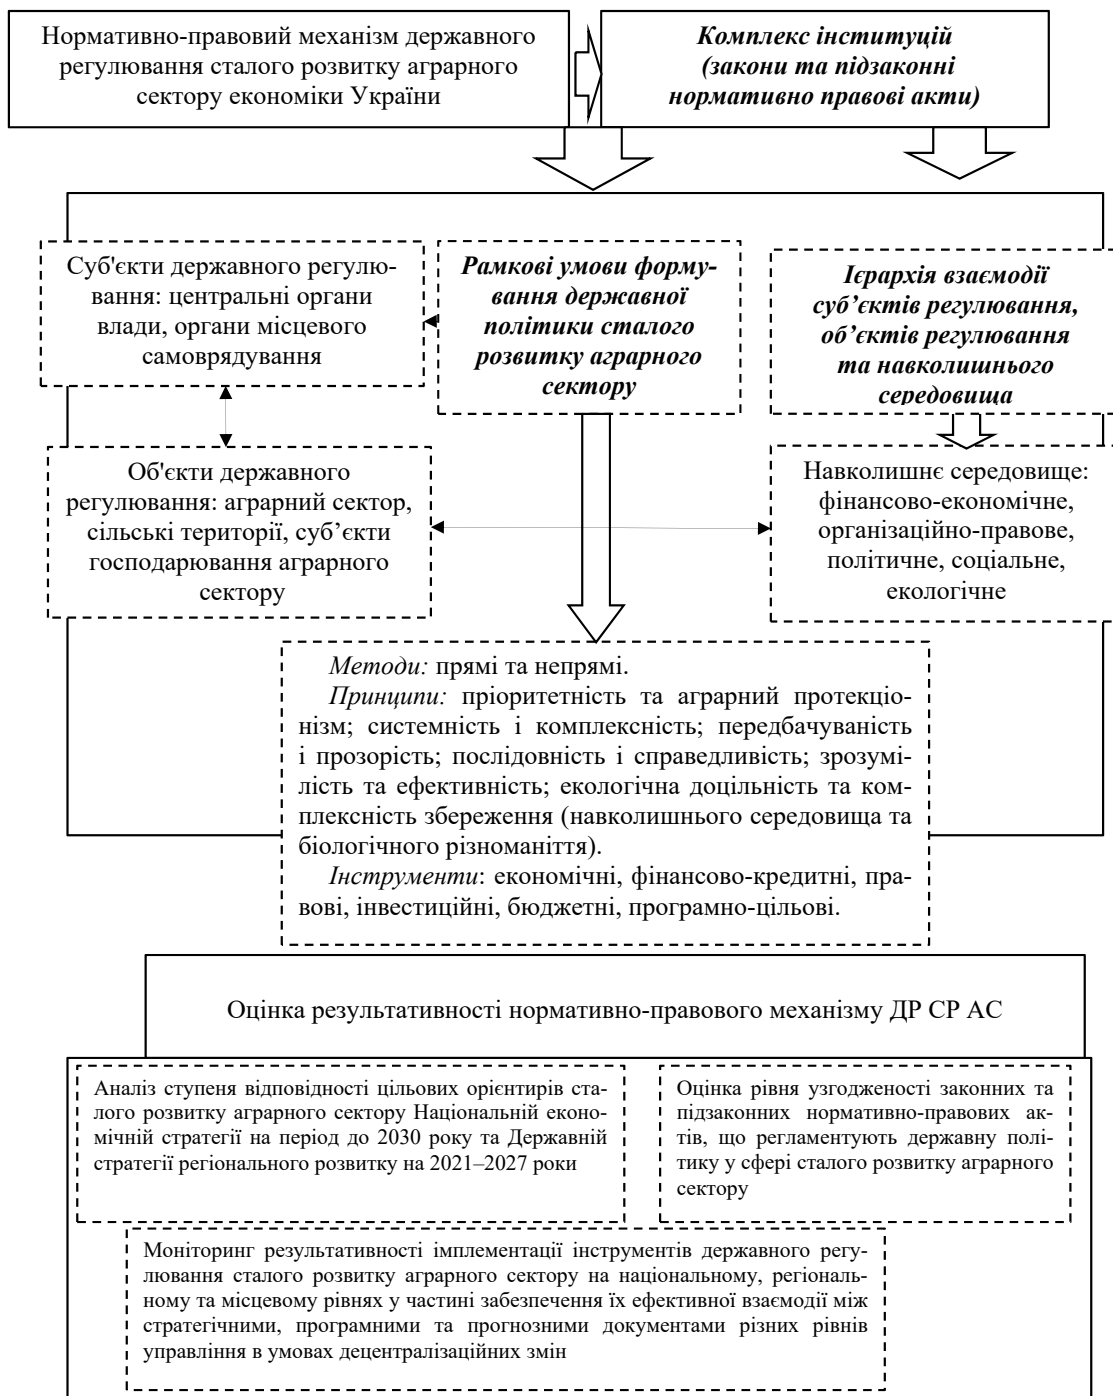 Нормативно-правовий механізм державного
регулювання сталого розвитку аграрного
сектору економіки України
Комплекс інституцій
(закони та підзаконні
нормативно правові акти)
Суб'єкти державного регулю-
вання: центральні органи
влади, органи місцевого
самоврядування
Рамкові умови форму-
вання державної
політики сталого
розвитку аграрного
сектору
Ієрархія взаємодії
суб’єктів регулювання,
об’єктів регулювання
та навколишнього
середовища
Об'єкти державного
регулювання: аграрний сектор,
сільські території, суб’єкти
господарювання аграрного
сектору
Навколишнє середовище:
фінансово-економічне,
організаційно-правове,
політичне, соціальне,
екологічне
Методи: прямі та непрямі.
Принципи: пріоритетність та аграрний протекціо-
нізм; системність і комплексність; передбачуваність
і прозорість; послідовність і справедливість; зрозумі-
лість та ефективність; екологічна доцільність та ком-
плексність збереження (навколишнього середовища та
біологічного різноманіття).
Інструменти: економічні, фінансово-кредитні, пра-
вові, інвестиційні, бюджетні, програмно-цільові.
Оцінка результативності нормативно-правового механізму ДР СР АС
Аналіз ступеня відповідності цільових орієнтирів ста-
лого розвитку аграрного сектору Національній еконо-
мічній стратегії на період до 2030 року та Державній
стратегії регіонального розвитку на 2021–2027 роки
Оцінка рівня узгодженості законних та
підзаконних нормативно-правових ак-
тів, що регламентують державну полі-
тику у сфері сталого розвитку аграрного
сектору
Моніторинг результативності імплементації інструментів державного регу-
лювання сталого розвитку аграрного сектору на національному, регіональ-
ному та місцевому рівнях у частині забезпечення їх ефективної взаємодії між
стратегічними, програмними та прогнозними документами різних рівнів
управління в умовах децентралізаційних змін